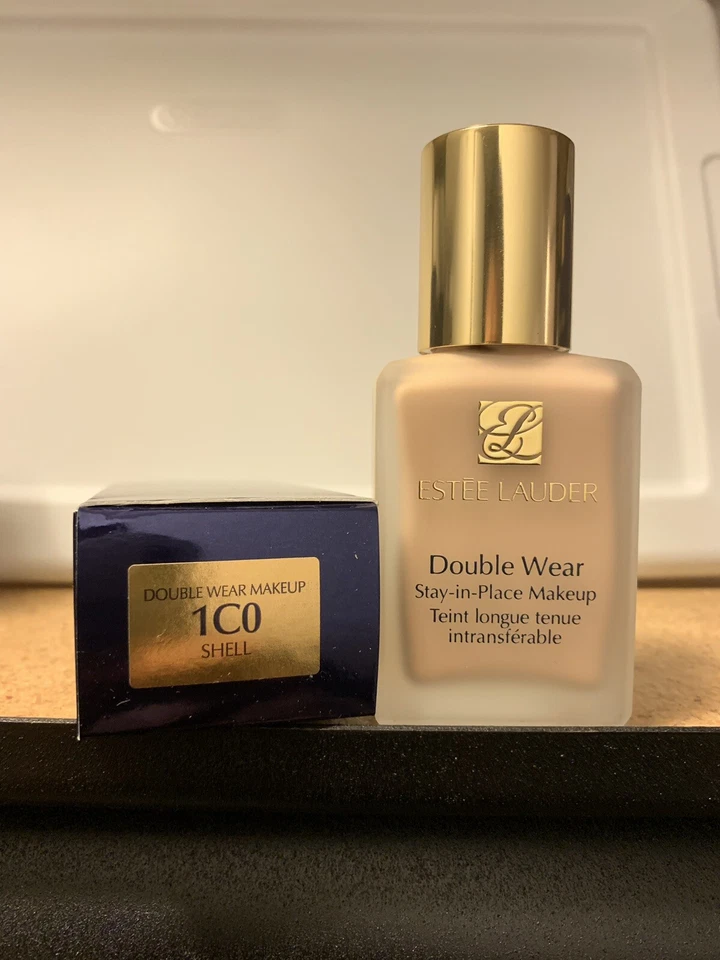 DOUBLE WEAR MAKEUP
1C0
SHELL
ESTĒE LAUDER
Double Wear
Stay-in-Place Makeup
Teint longue tenue
intransférable